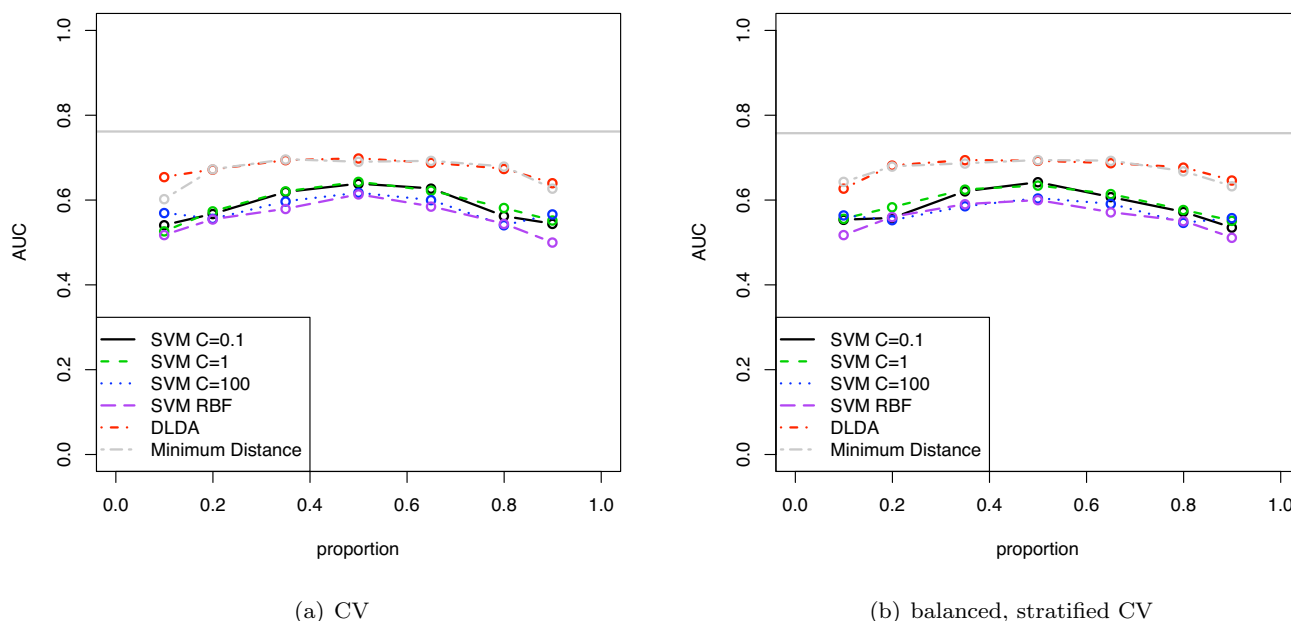 1.0
0.8
0.6
0.4
0.2
0.0
AUC
SVM C=0.1
SVM C=1
SVM C=100
SVM RBF
DLDA
Minimum Distance
0.0 0.2 0.4 0.6 0.8 1.0
proportion
(a) CV
1.0
0.8
0.6
0.4
0.2
0.0
AUC
SVM C=0.1
SVM C=1
SVM C=100
SVM RBF
DLDA
Minimum Distance
0.0 0.2 0.4 0.6 0.8 1.0
proportion
(b) balanced, stratified CV